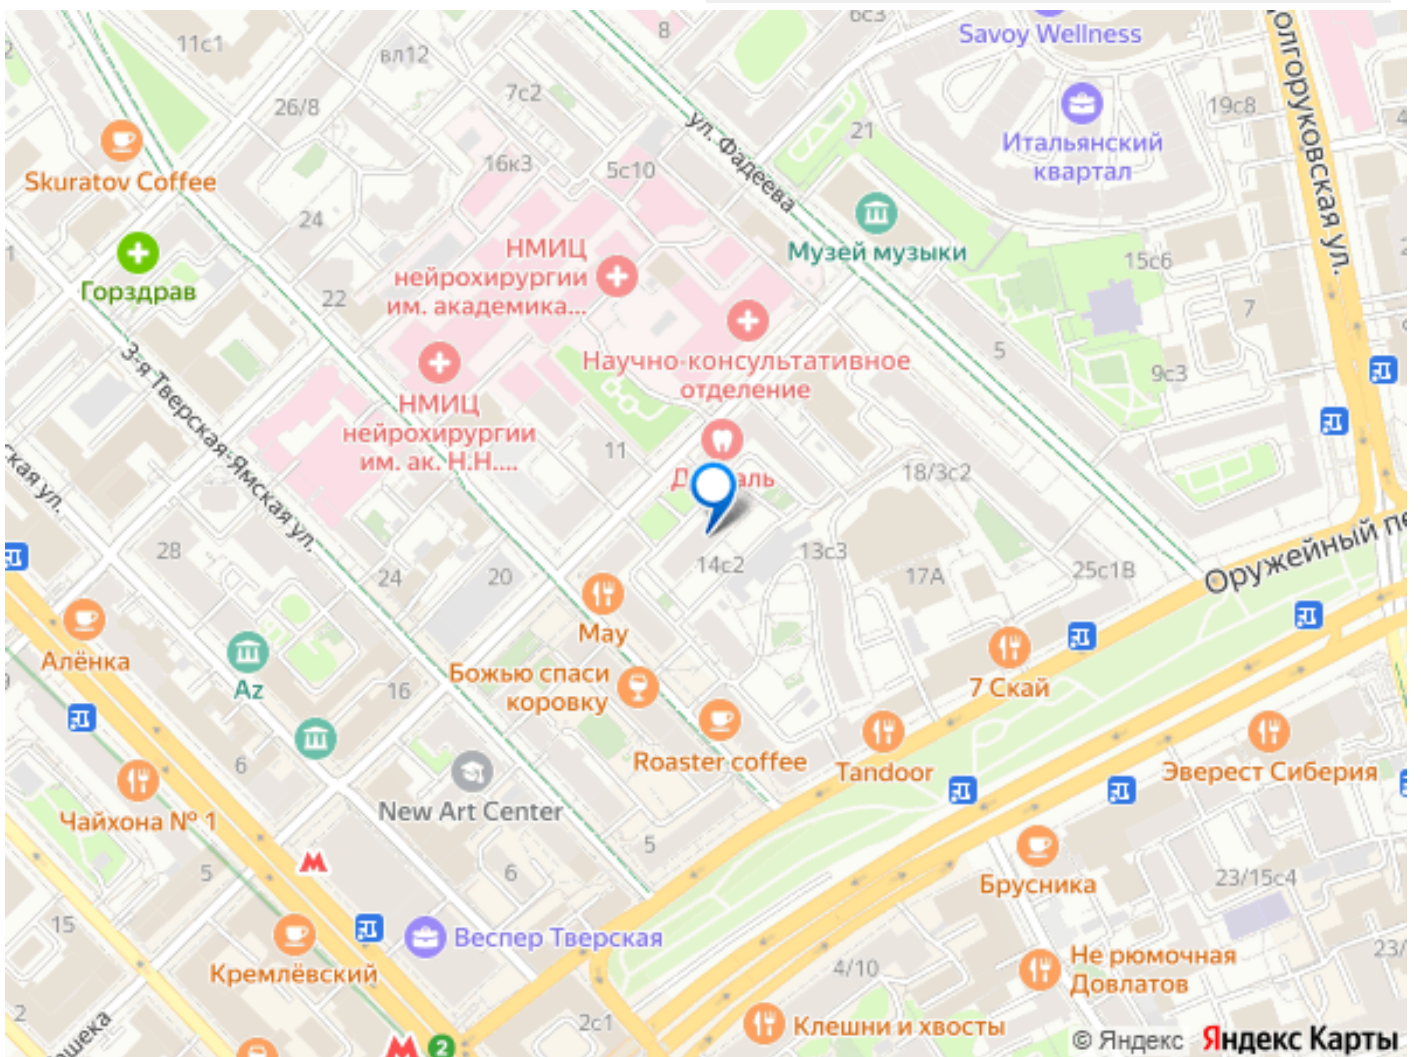 6с3
Savoy Wellness
11с1
8
вл12
Долгоруковская ул.
7с2
26/8
19с8
ул. Фадеева
21
Итальянский
квартал
Skuratov Coffee
16к3
5с10
24
НМИЦ
нейрохирургии
им. академика...
Музей музыки
15с6
Горздрав
22
7
3-я Тверская-Ямская ул.
Научно-консультативное
отделение
5
9с3
НМИЦ
нейрохирургии
им. ак. Н.Н....
11
18/3с2
ская ул.
28
24
20
14с2
13с3
17А
25с1В
Оружейный пе
May
Алёнка
Az
16
Божью спаси
коровку
7 Скай
6
Roaster coffee
Tandoor
Эверест Сиберия
Чайхона № 1
New Art Center
5
5
6
Брусника
23/15с4
15
Веспер Тверская
Кремлёвский
4/10
Не рюмочная
Довлатов
23/
2
2с1
Клешни и хвосты
2
© Яндекс Яндекс Карты